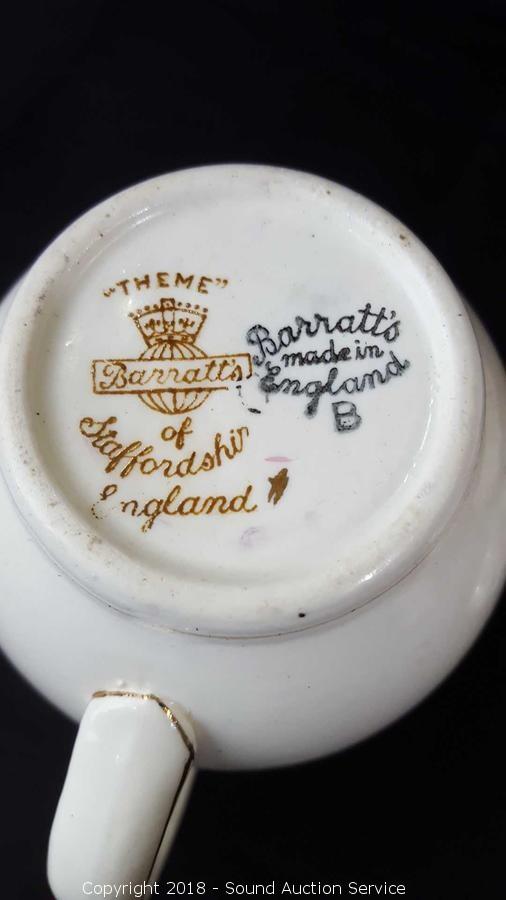 "THEME"
Barratt's
of
Staffordshir
England
Barratt's
made in
England
B
Copyright 2018 - Sound Auction Service